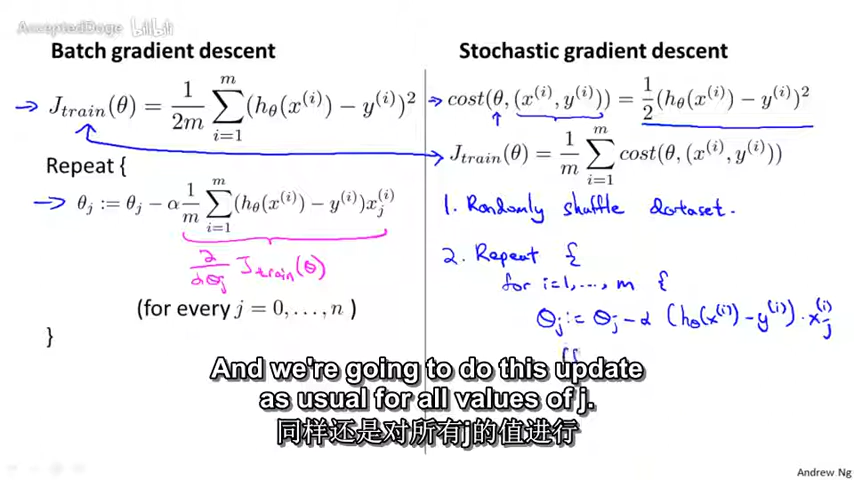 AcceptedDoge bilibili
Batch gradient descent
J_train(θ) = 1/2m ∑_{i=1}^{m} (h_θ(x^(i)) − y^(i))²
Repeat {
θ_j := θ_j − α 1/m ∑_{i=1}^{m} (h_θ(x^(i)) − y^(i))x_j^(i)
∂/∂θ_j J_train(θ)
(for every j = 0, . . . , n )
}
Stochastic gradient descent
cost(θ, (x^(i), y^(i))) = 1/2 (h_θ(x^(i)) − y^(i))²
J_train(θ) = 1/m ∑_{i=1}^{m} cost(θ, (x^(i), y^(i)))
1. Randomly shuffle dataset.
2. Repeat {
for i=1, ..., m {
θ_j := θ_j − α (h_θ(x^(i)) − y^(i)) · x_j^(i)
And we're going to do this update
as usual for all values of j.
同样还是对所有j的值进行
Andrew Ng